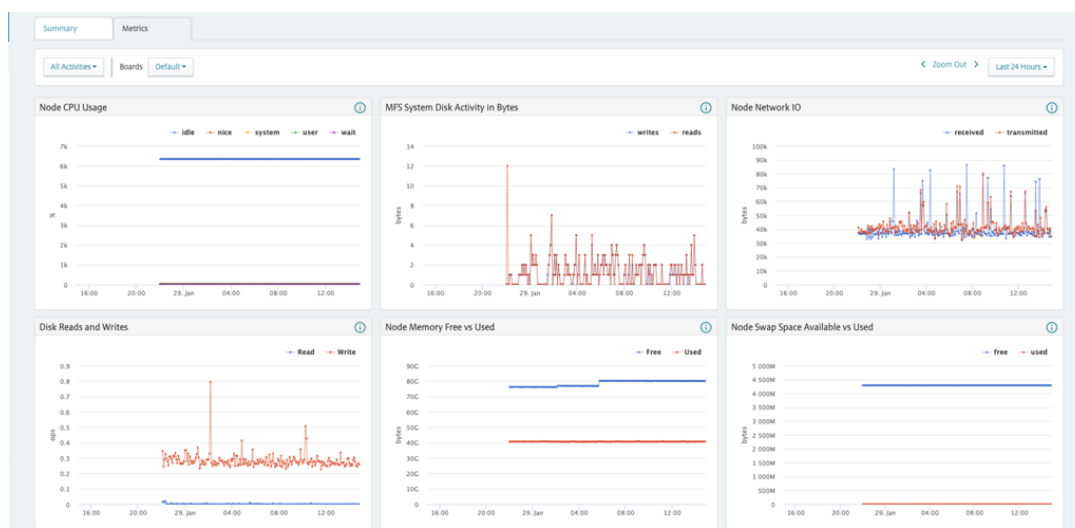 Summary Metrics
All Activities Boards Default Zoom Out Last 24 Hours
Node CPU Usage
idle nice system user wait
7k
6k
5k
4k
3k
2k
1k
0
%
16:00 20:00 29. Jan 04:00 08:00 12:00
MFS System Disk Activity in Bytes
writes reads
14
12
10
8
6
4
2
0
bytes
16:00 20:00 29. Jan 04:00 08:00 12:00
Node Network IO
received transmitted
100k
90k
80k
70k
60k
50k
40k
30k
20k
10k
0
bytes
16:00 20:00 29. Jan 04:00 08:00 12:00
Disk Reads and Writes
Read Write
0.9
0.8
0.7
0.6
0.5
0.4
0.3
0.2
0.1
0
ops
16:00 20:00 29. Jan 04:00 08:00 12:00
Node Memory Free vs Used
Free Used
90G
80G
70G
60G
50G
40G
30G
20G
10G
0
bytes
16:00 20:00 29. Jan 04:00 08:00 12:00
Node Swap Space Available vs Used
free used
5 000M
4 500M
4 000M
3 500M
3 000M
2 500M
2 000M
1 500M
1 000M
500M
0
bytes
16:00 20:00 29. Jan 04:00 08:00 12:00